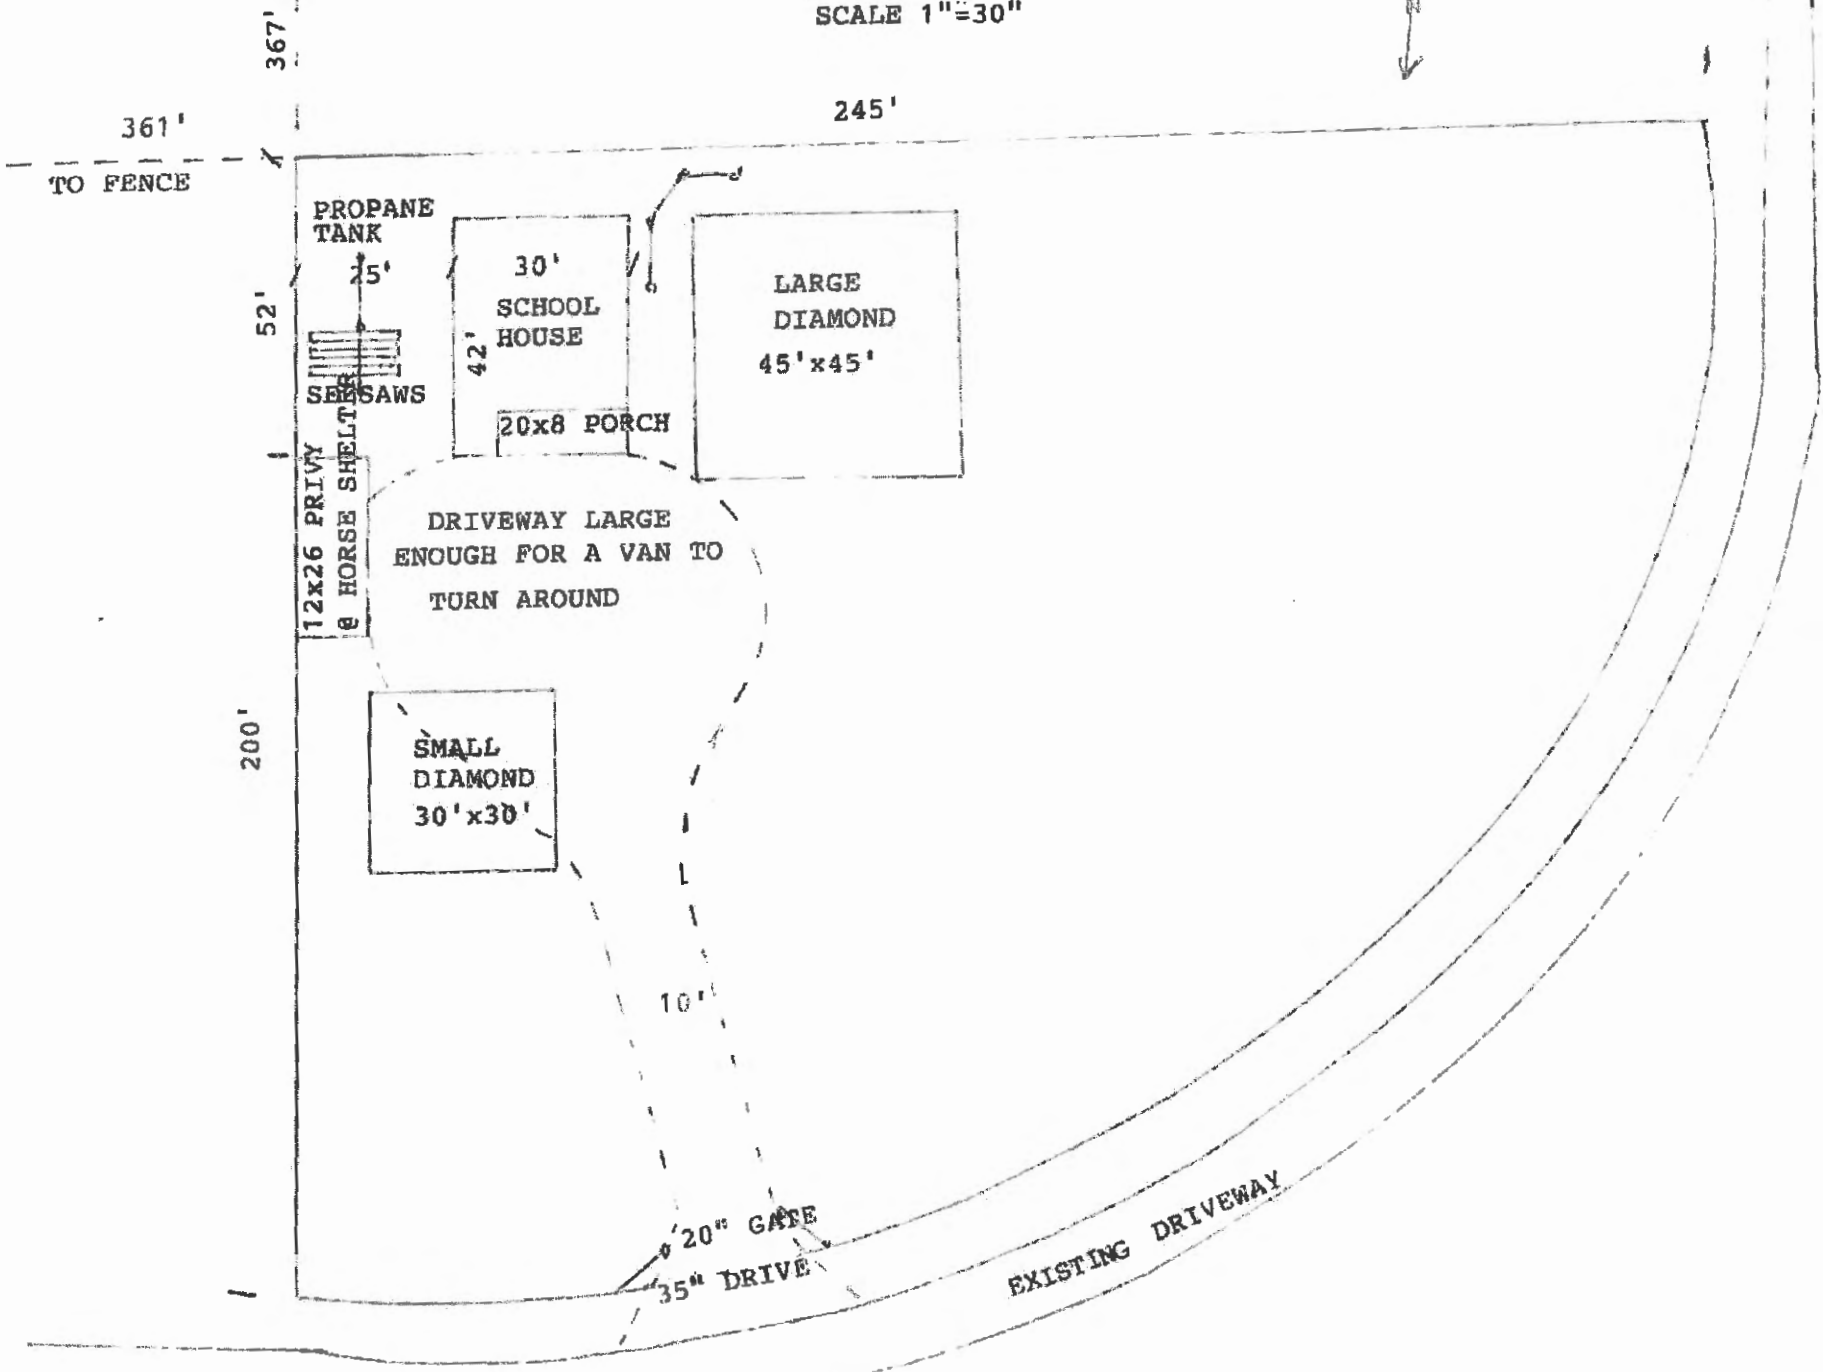 SCALE 1"=30"
367'
245'
361'
TO FENCE
PROPANE
TANK
25'
30'
SCHOOL
HOUSE
42'
52'
LARGE
DIAMOND
45'x45'
SEESAWS
20x8 PORCH
12x26 PRIVY
@ HORSE SHELTER
DRIVEWAY LARGE
ENOUGH FOR A VAN TO
TURN AROUND
200'
SMALL
DIAMOND
30'x30'
10'
20" GATE
35" DRIVE
EXISTING DRIVEWAY